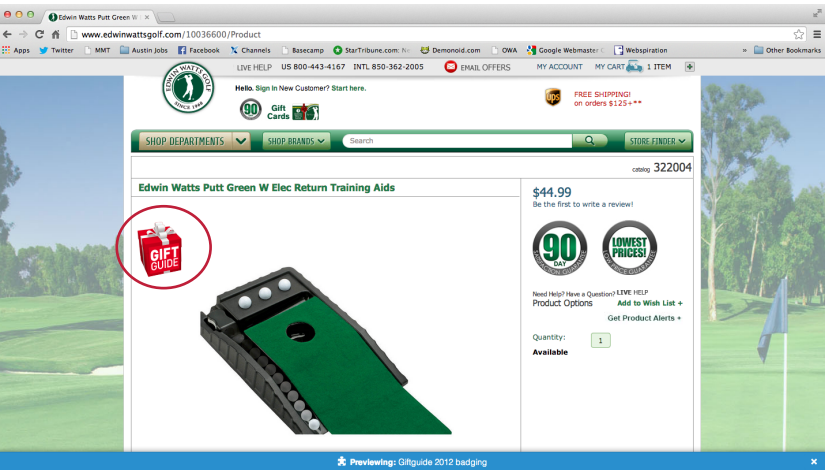 Edwin Watts Putt Green W
www.edwinwattsgolf.com/10036600/Product
Apps Twitter MMT Austin Jobs Facebook Channels Basecamp StarTribune.com: Ne Demonoid.com OWA Google Webmaster C Webspiration » Other Bookmarks
LIVE HELP US 800-443-4167 INTL 850-362-2005 EMAIL OFFERS MY ACCOUNT MY CART 1 ITEM
EDWIN WATTS GOLF
SINCE 1968
Hello. Sign In New Customer? Start here.
90 Gift
Cards
UPS
FREE SHIPPING!
on orders $125+**
SHOP DEPARTMENTS SHOP BRANDS Search STORE FINDER
catalog 322004
Edwin Watts Putt Green W Elec Return Training Aids
GIFT
GUIDE
$44.99
Be the first to write a review!
90
DAY
SATISFACTION GUARANTEE
LOWEST
PRICES!
LOW PRICE GUARANTEE
Need Help? Have a Question? LIVE HELP
Product Options Add to Wish List +
Get Product Alerts +
Quantity: 1
Available
Previewing: Giftguide 2012 badging ×